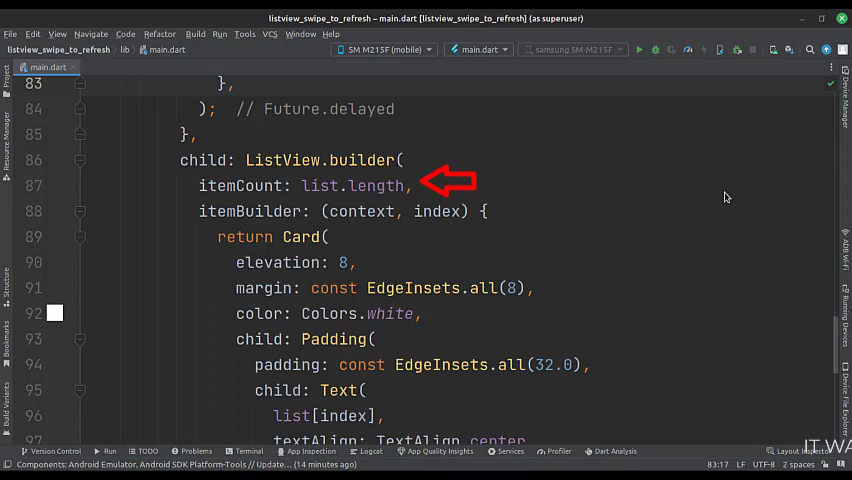 listview_swipe_to_refresh – main.dart [listview_swipe_to_refresh] (as superuser)
File Edit View Navigate Code Refactor Build Run Tools VCS Window Help
listview_swipe_to_refresh lib main.dart SM M215F (mobile) main.dart samsung SM-M215F
main.dart
83 },
84 ); // Future.delayed
85 },
86 child: ListView.builder(
87 itemCount: list.length,
88 itemBuilder: (context, index) {
89 return Card(
90 elevation: 8,
91 margin: const EdgeInsets.all(8),
92 color: Colors.white,
93 child: Padding(
94 padding: const EdgeInsets.all(32.0),
95 child: Text(
96 list[index],
97 textAlign: TextAlign.center
Project
Resource Manager
Structure
Bookmarks
Build Variants
Device Manager
ADB Wi-Fi
Running Devices
Device File Explorer
Version Control Run TODO Problems Terminal App Inspection Logcat App Quality Insights Services Profiler Dart Analysis Layout Inspector
IT WA
Components: Android Emulator, Android SDK Platform-Tools // Update... (14 minutes ago) 83:17 LF UTF-8 2 spaces